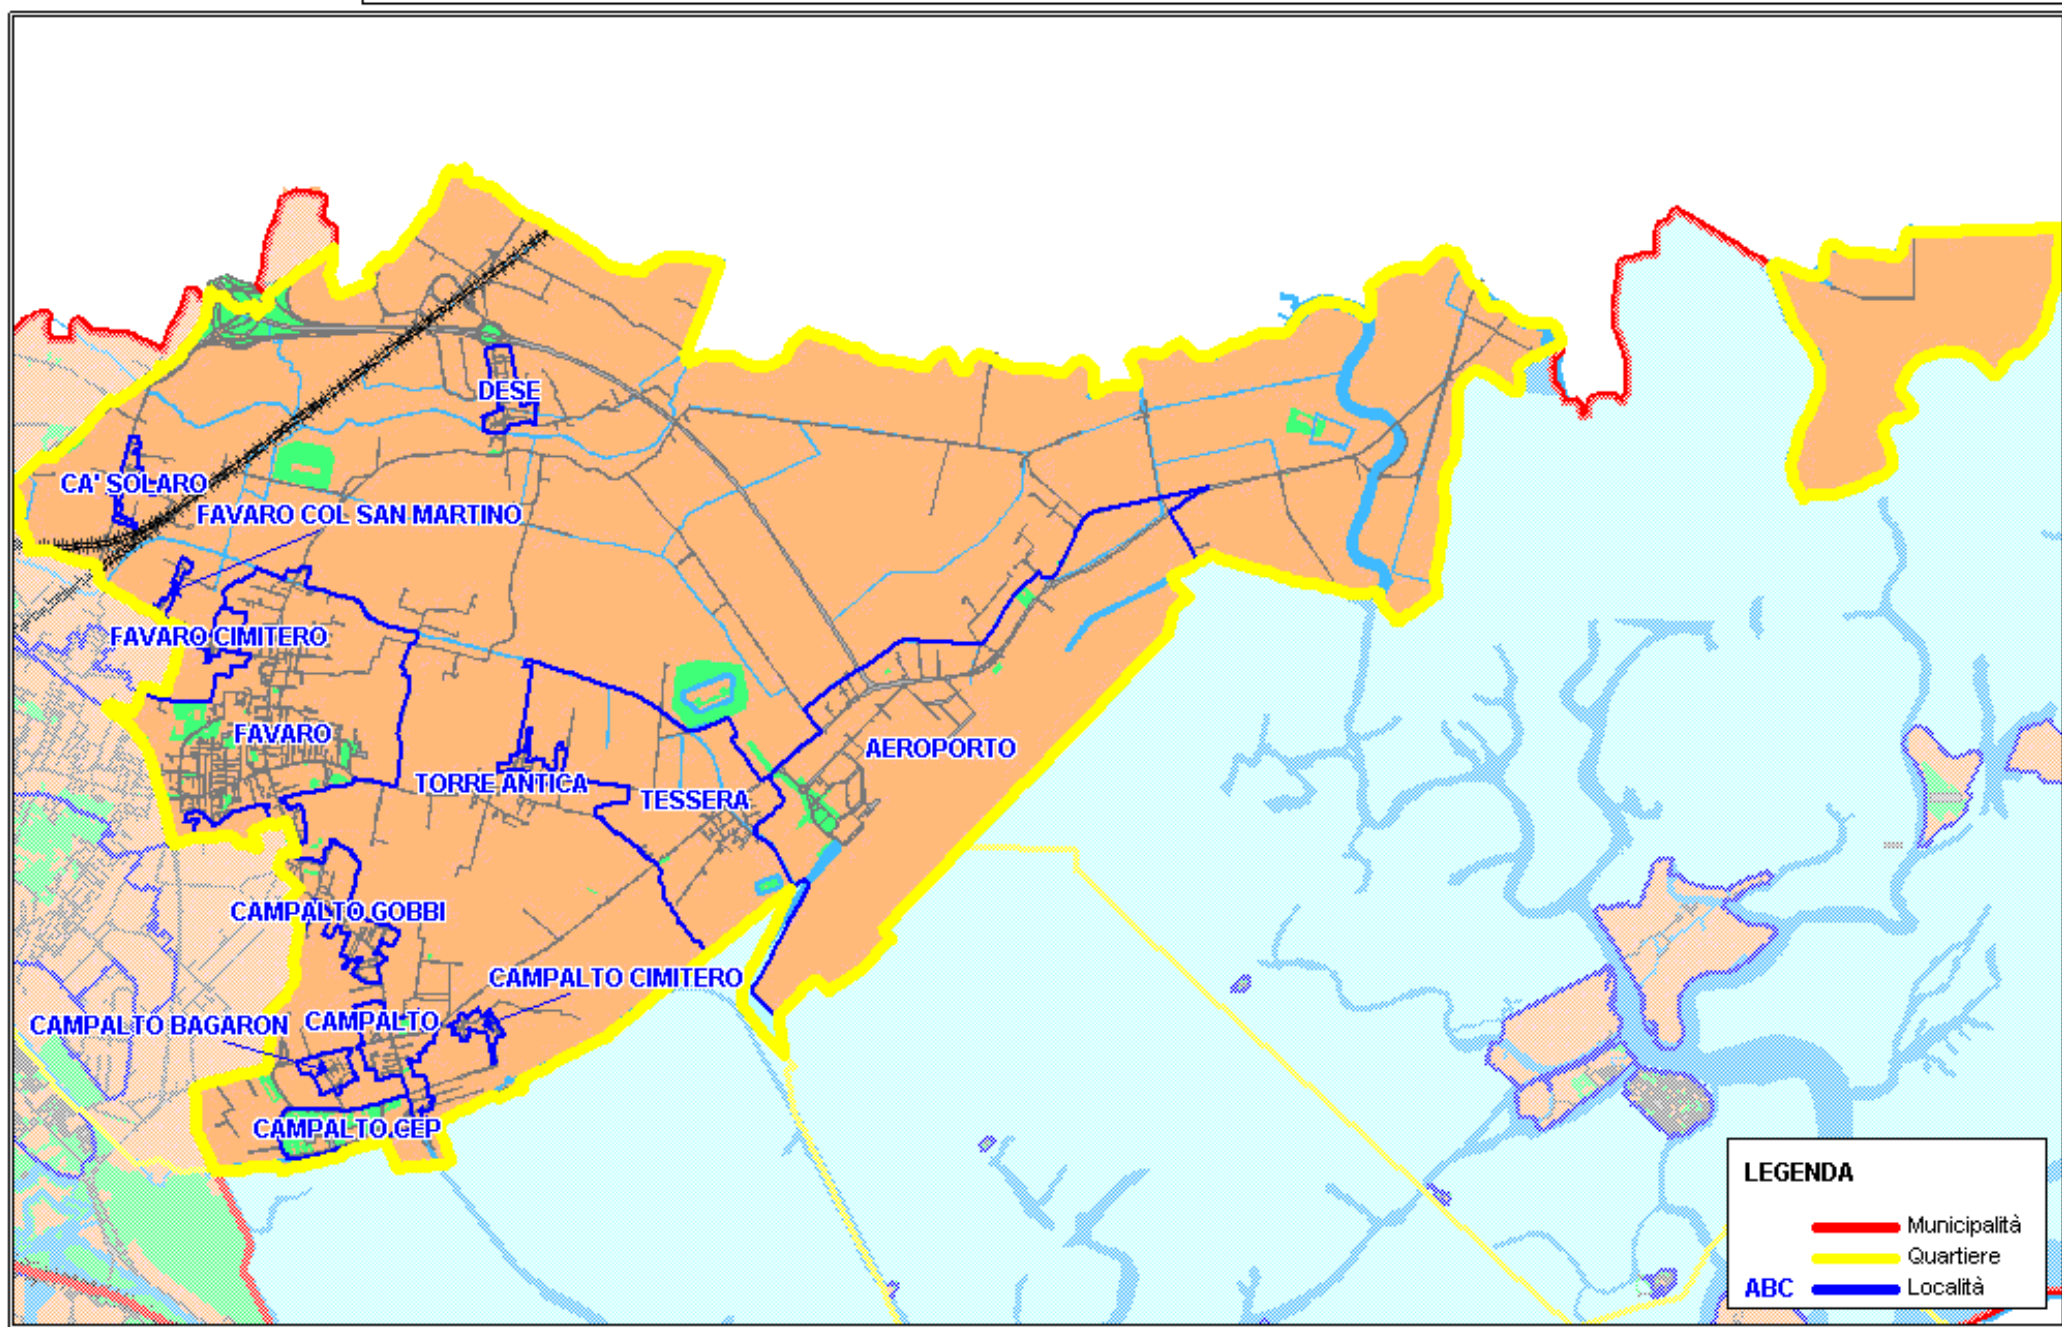 DESE
CA' SOLARO
FAVARO COL SAN MARTINO
FAVARO CIMITERO
FAVARO
AEROPORTO
TORRE ANTICA
TESSERA
CAMPALTO GOBBI
CAMPALTO CIMITERO
CAMPALTO BAGARON
CAMPALTO
CAMPALTO CEP
LEGENDA
Municipalità
Quartiere
ABC Località